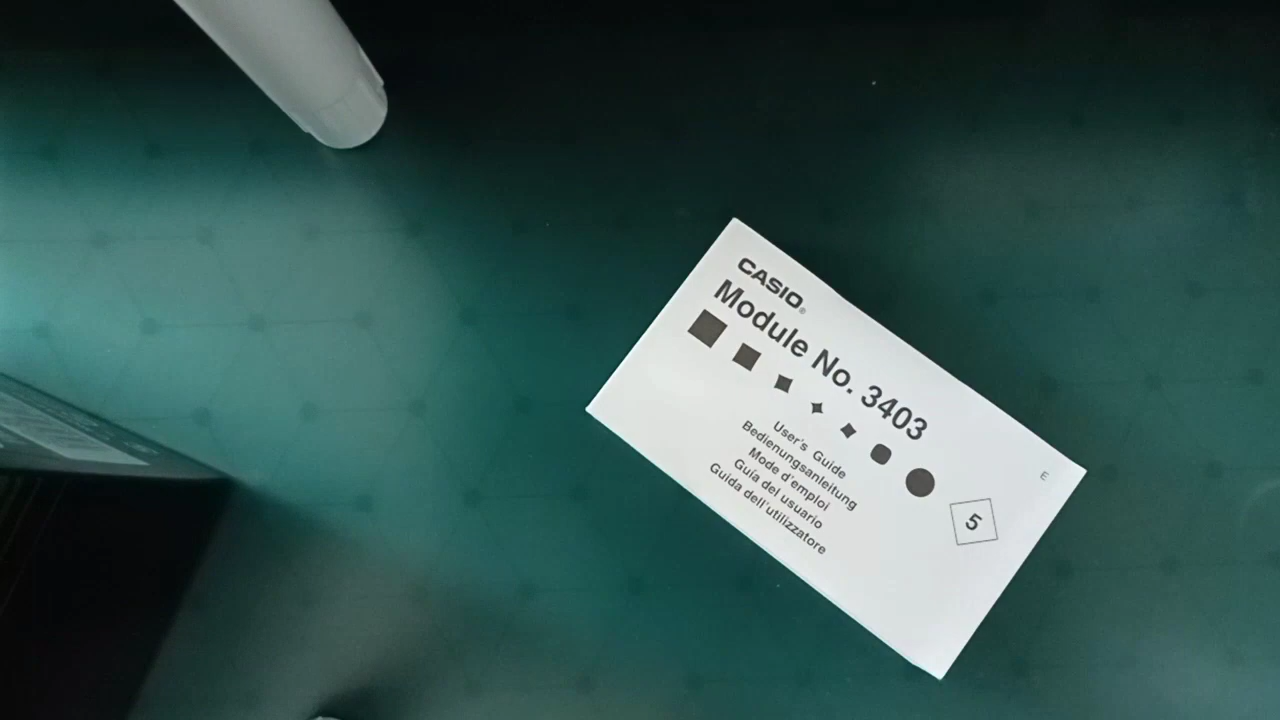 CASIO®
Module No. 3403
User's Guide
Bedienungsanleitung
Mode d'emploi
Guía del usuario
Guida dell'utilizzatore
E
5